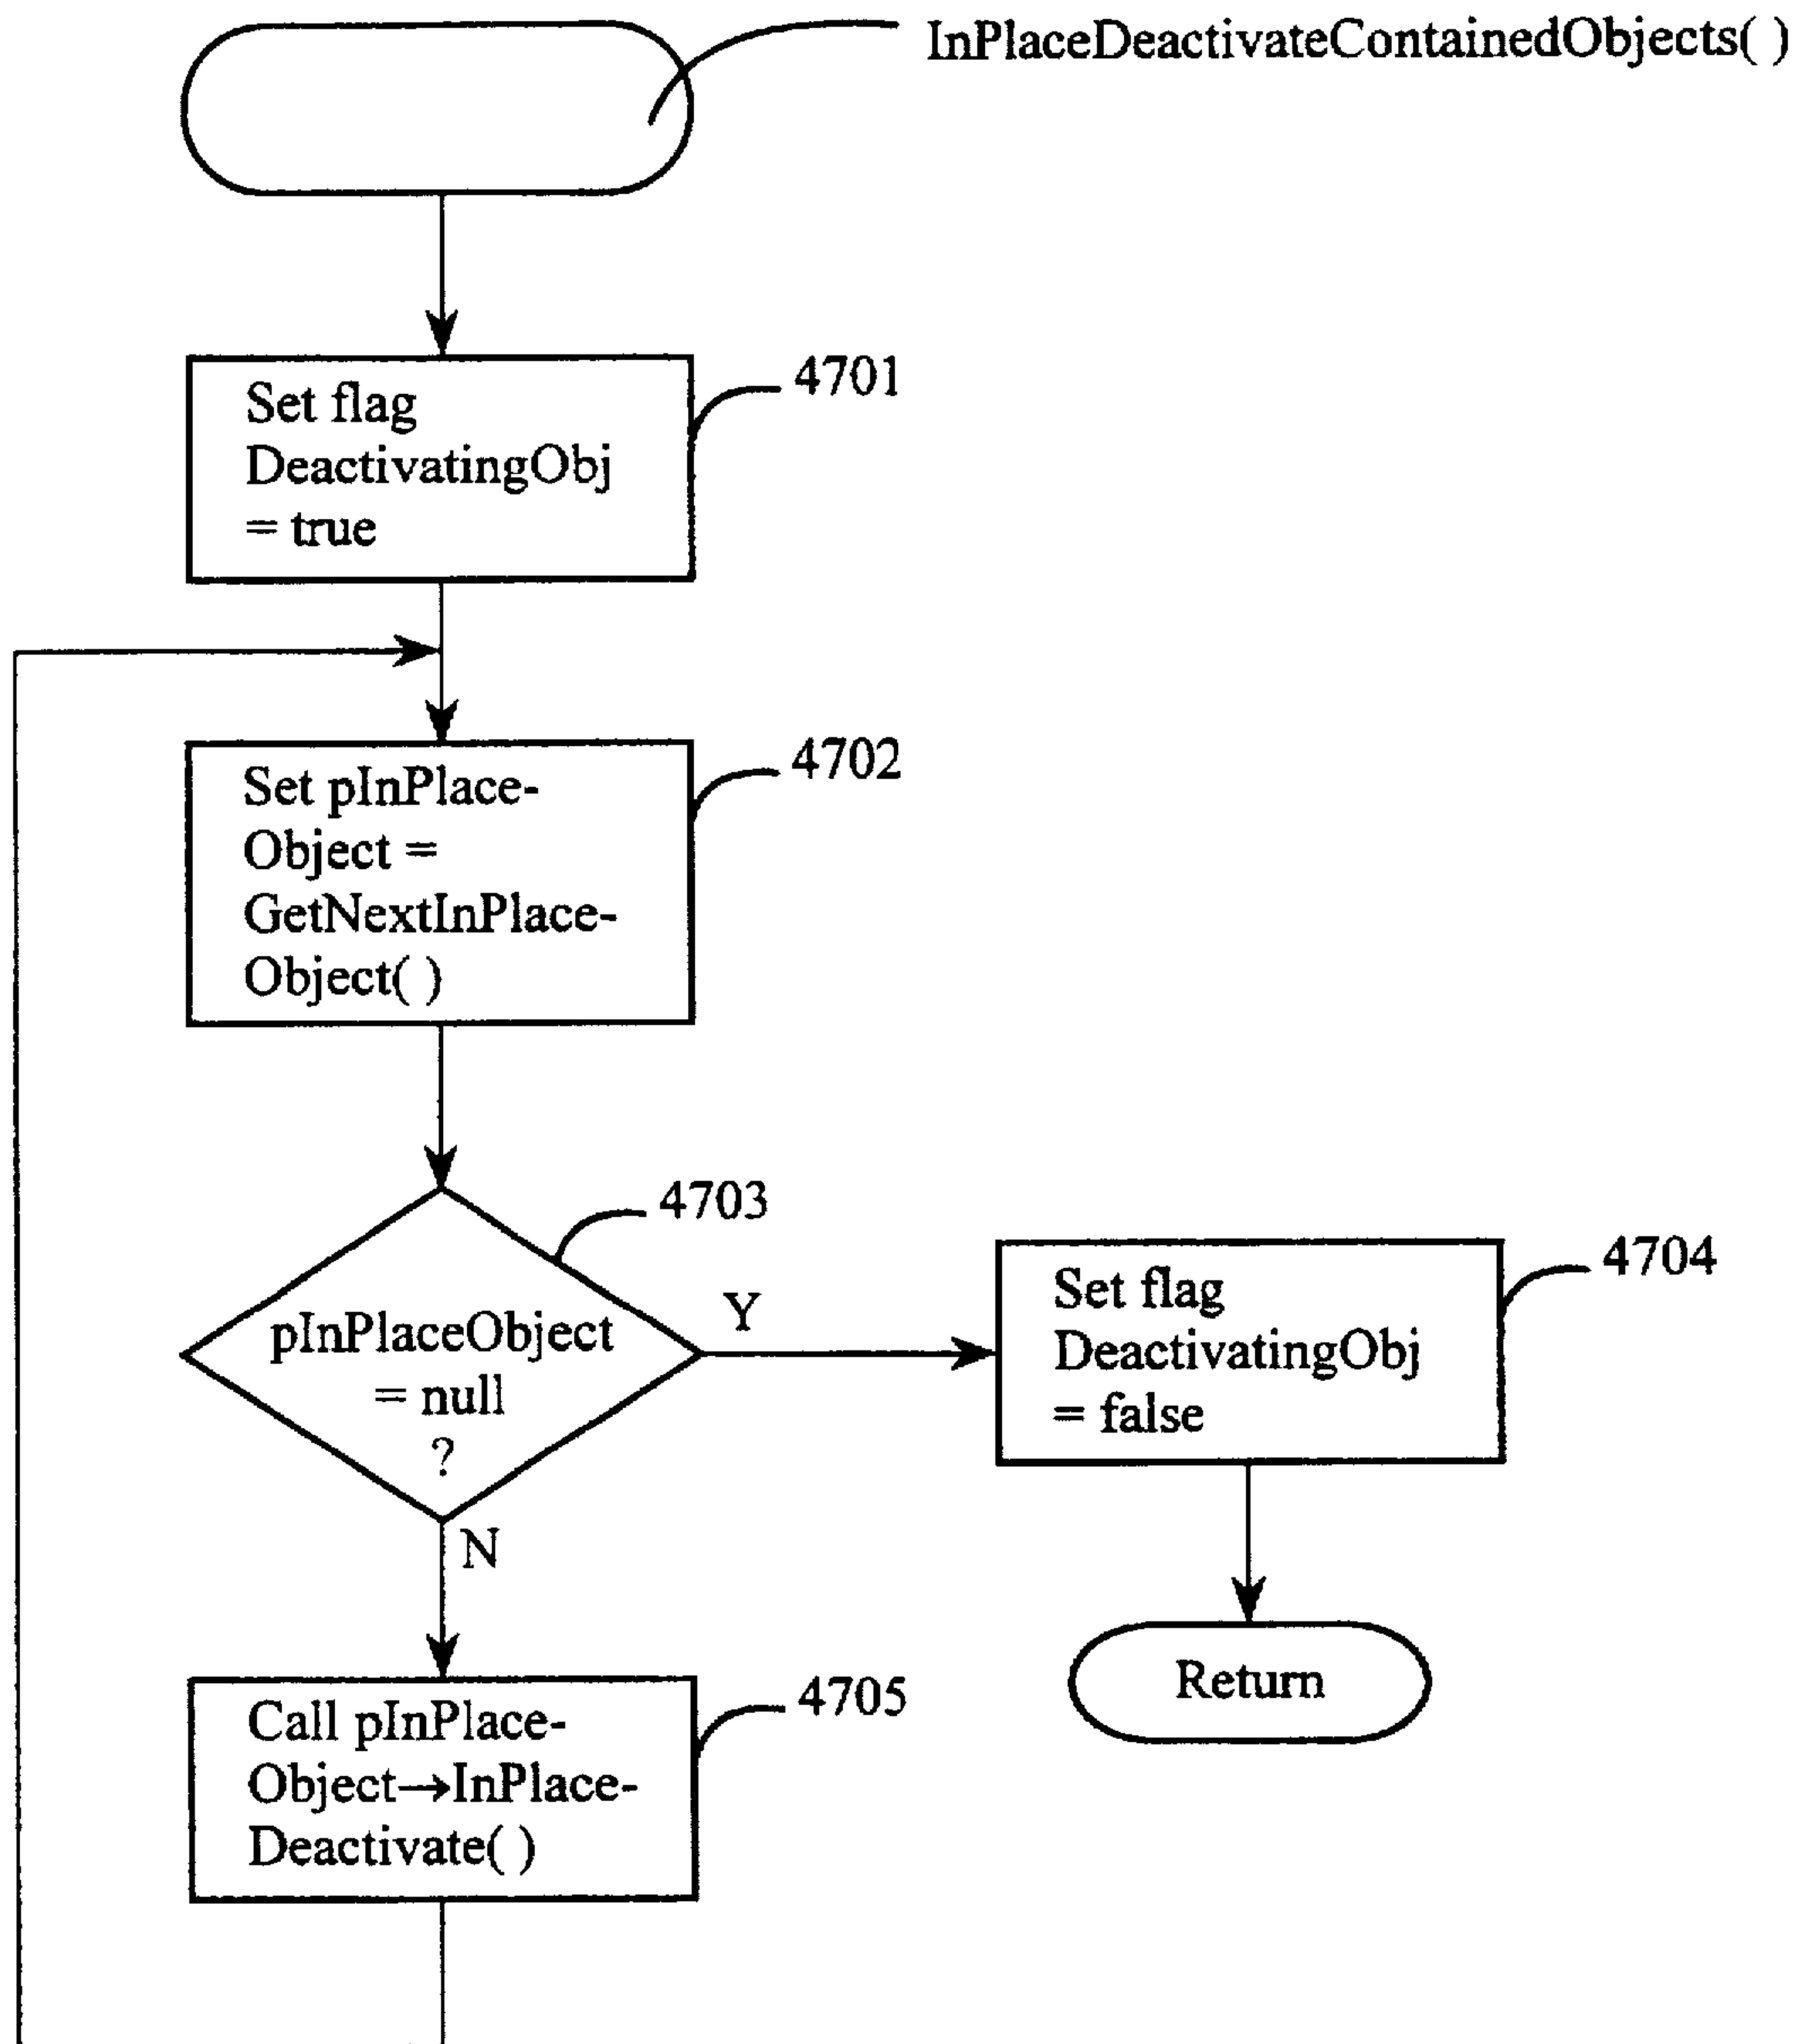 InPlaceDeactivateContainedObjects( )
4701
Set flag
DeactivatingObj
= true
4702
Set pInPlace-
Object =
GetNextInPlace-
Object( )
4703
pInPlaceObject
= null
?
Y
N
4704
Set flag
DeactivatingObj
= false
Return
4705
Call pInPlace-
Object→InPlace-
Deactivate( )